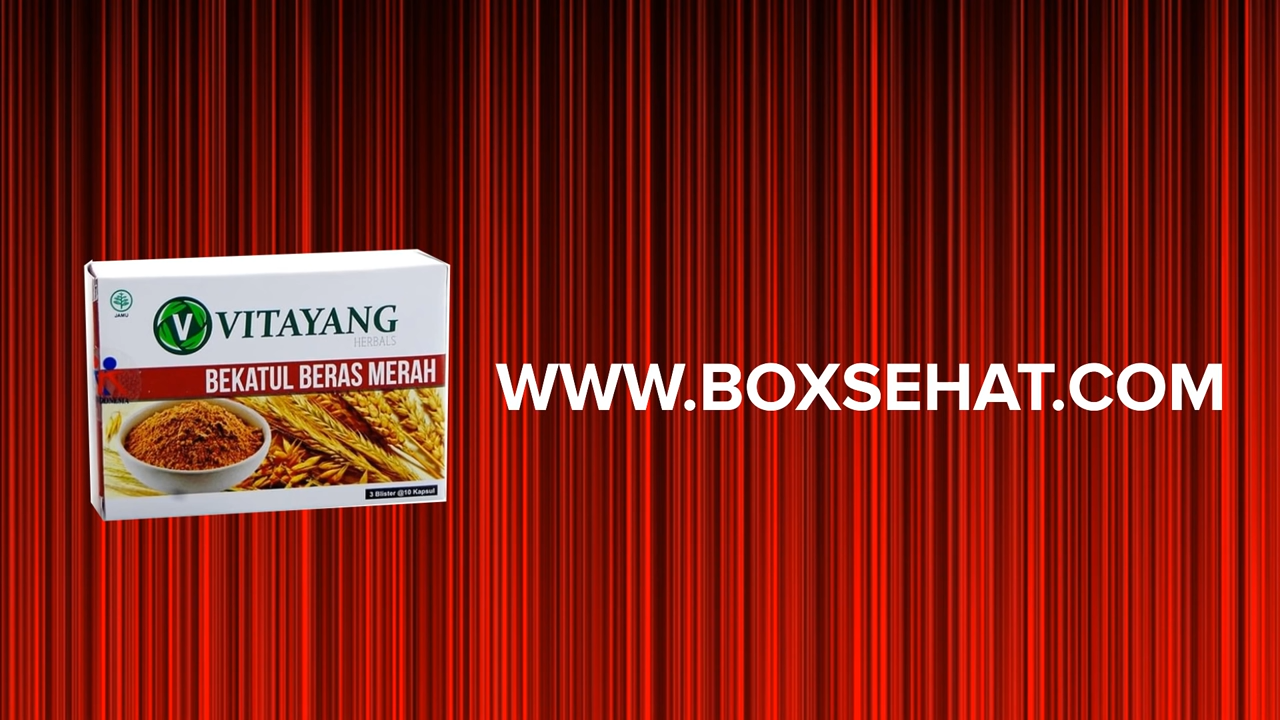 JAMU
VITAYANG
HERBALS
BEKATUL BERAS MERAH
3 Blister @10 Kapsul
WWW.BOXSEHAT.COM